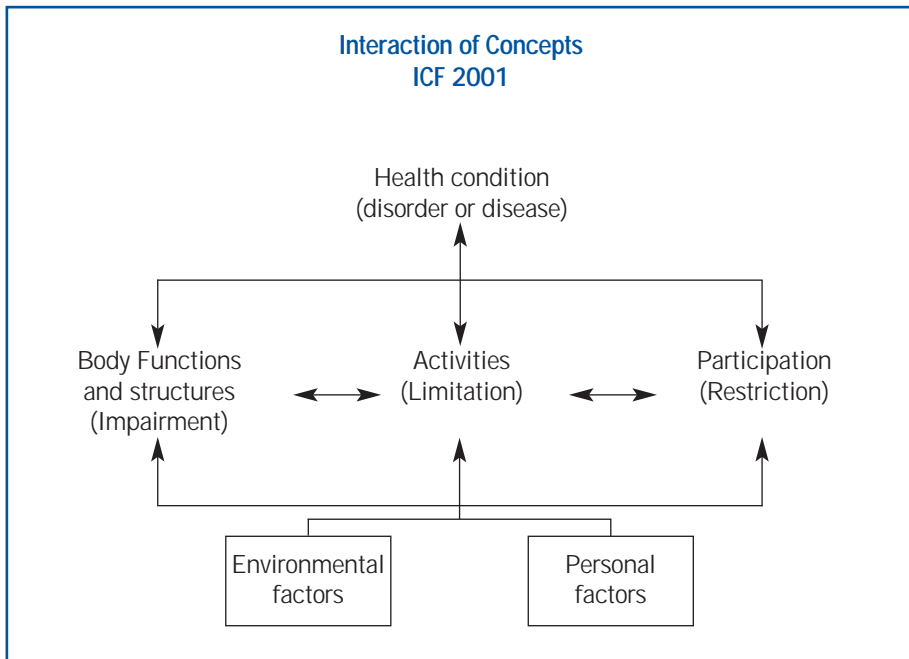 Interaction of Concepts
ICF 2001
Health condition
(disorder or disease)
Body Functions
and structures
(Impairment)
Activities
(Limitation)
Participation
(Restriction)
Environmental
factors
Personal
factors